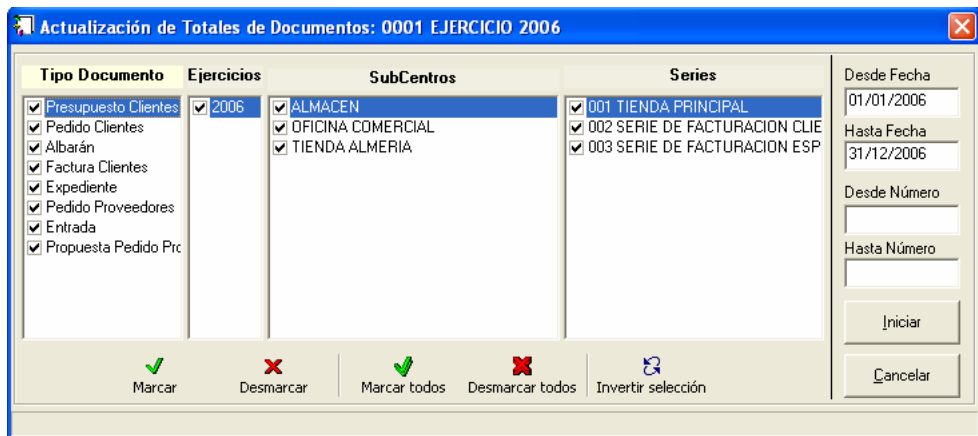 Actualización de Totales de Documentos: 0001 EJERCICIO 2006
Tipo Documento
Presupuesto Clientes
Pedido Clientes
Albarán
Factura Clientes
Expediente
Pedido Proveedores
Entrada
Propuesta Pedido Pro
Ejercicios
2006
SubCentros
ALMACEN
OFICINA COMERCIAL
TIENDA ALMERIA
Series
001 TIENDA PRINCIPAL
002 SERIE DE FACTURACION CLIE
003 SERIE DE FACTURACION ESP
Desde Fecha
01/01/2006
Hasta Fecha
31/12/2006
Desde Número
Hasta Número
Iniciar
Cancelar
Marcar
Desmarcar
Marcar todos
Desmarcar todos
Invertir selección